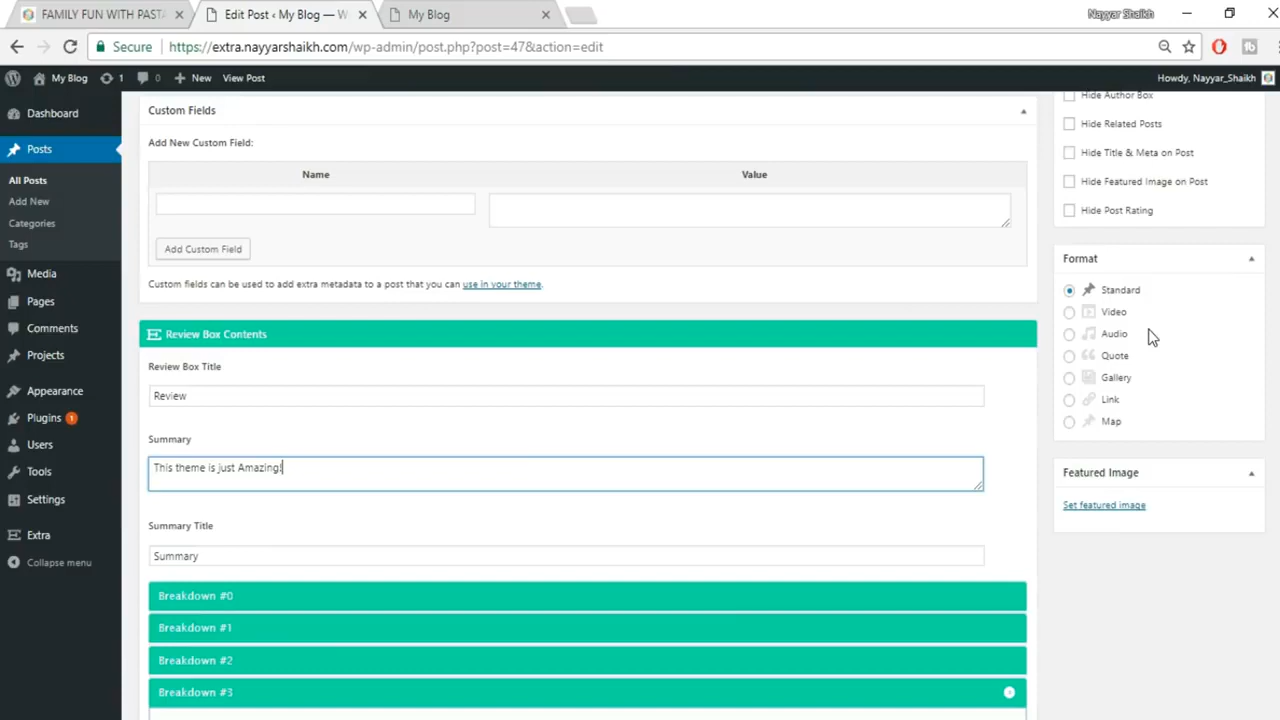 FAMILY FUN WITH PAST
Edit Post ‹ My Blog — W
My Blog
Nayyar Shaikh
Secure
https://extra.nayyarshaikh.com/wp-admin/post.php?post=47&action=edit
My Blog
1
0
New
View Post
Howdy, Nayyar_Shaikh
Dashboard
Posts
All Posts
Add New
Categories
Tags
Media
Pages
Comments
Projects
Appearance
Plugins 1
Users
Tools
Settings
Extra
Collapse menu
Custom Fields
Add New Custom Field:
Name
Value
Add Custom Field
Custom fields can be used to add extra metadata to a post that you can use in your theme.
Review Box Contents
Review Box Title
Review
Summary
This theme is just Amazing!
Summary Title
Summary
Breakdown #0
Breakdown #1
Breakdown #2
Breakdown #3
Hide Author Box
Hide Related Posts
Hide Title & Meta on Post
Hide Featured Image on Post
Hide Post Rating
Format
Standard
Video
Audio
Quote
Gallery
Link
Map
Featured Image
Set featured image